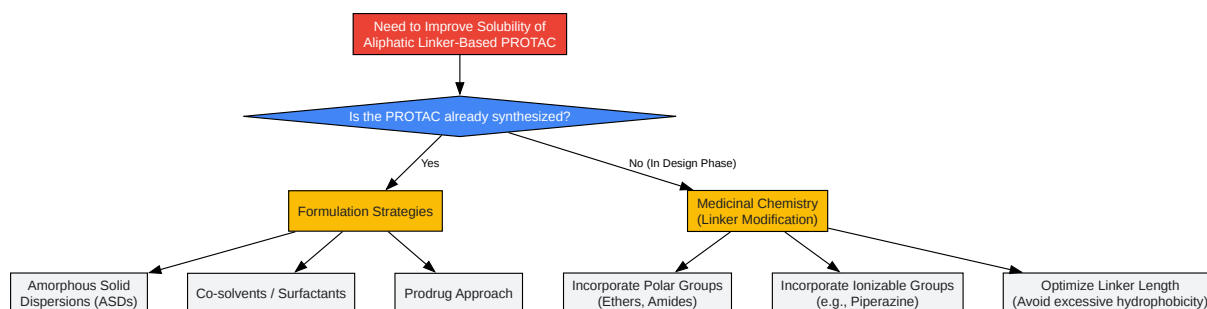 Need to Improve Solubility of
Aliphatic Linker-Based PROTAC
Is the PROTAC already synthesized?
Yes
No (In Design Phase)
Formulation Strategies
Medicinal Chemistry
(Linker Modification)
Amorphous Solid
Dispersions (ASDs)
Co-solvents / Surfactants
Prodrug Approach
Incorporate Polar Groups
(Ethers, Amides)
Incorporate Ionizable Groups
(e.g., Piperazine)
Optimize Linker Length
(Avoid excessive hydrophobicity)